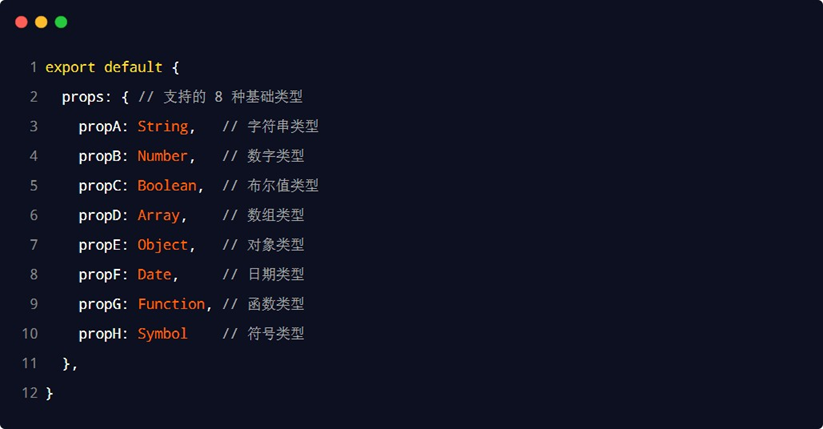 1 export default {
2   props: { // 支持的 8 种基础类型
3     propA: String,   // 字符串类型
4     propB: Number,   // 数字类型
5     propC: Boolean,  // 布尔值类型
6     propD: Array,    // 数组类型
7     propE: Object,   // 对象类型
8     propF: Date,     // 日期类型
9     propG: Function, // 函数类型
10     propH: Symbol    // 符号类型
11   },
12 }